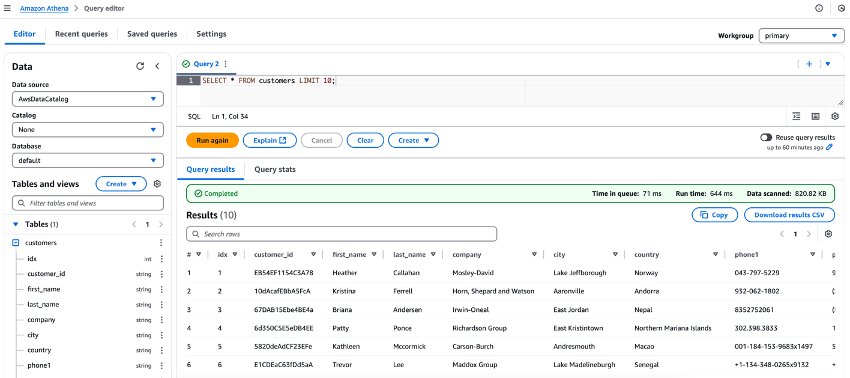 Amazon Athena > Query editor
Editor Recent queries Saved queries Settings
Workgroup primary
Data
Data source
AwsDataCatalog
Catalog
None
Database
default
Tables and views Create
Filter tables and views
Tables (1) < 1 >
customers
idx int
customer_id string
first_name string
last_name string
company string
city string
country string
phone1 string
Query 2
1 SELECT * FROM customers LIMIT 10;
SQL Ln 1, Col 34
Run again Explain Cancel Clear Create
Reuse query results
up to 60 minutes ago
Query results Query stats
Completed Time in queue: 71 ms Run time: 644 ms Data scanned: 820.82 KB
Results (10) Copy Download results CSV
Search rows < 1 >
# idx customer_id first_name last_name company city country phone1 p
1 1 EB54EF1154C3A78 Heather Callahan Mosley-David Lake Jeffborough Norway 043-797-5229
2 2 10dAcafEBbA5FcA Kristina Ferrell Horn, Shepard and Watson Aaronville Andorra 932-062-1802
3 3 67DAB15Ebe4BE4a Briana Andersen Irwin-Oneal East Jordan Nepal 8352752061
4 4 6d350C5E5eDB4EE Patty Ponce Richardson Group East Kristintown Northern Mariana Islands 302.398.3833
5 5 5820deAdCF23EFe Kathleen Mccormick Carson-Burch Andresmouth Macao 001-184-153-9683x1497
6 6 E1CDEaC63fDd5aA Trevor Lee Maddox Group Lake Madelineburgh Senegal +1-134-348-0265x9132